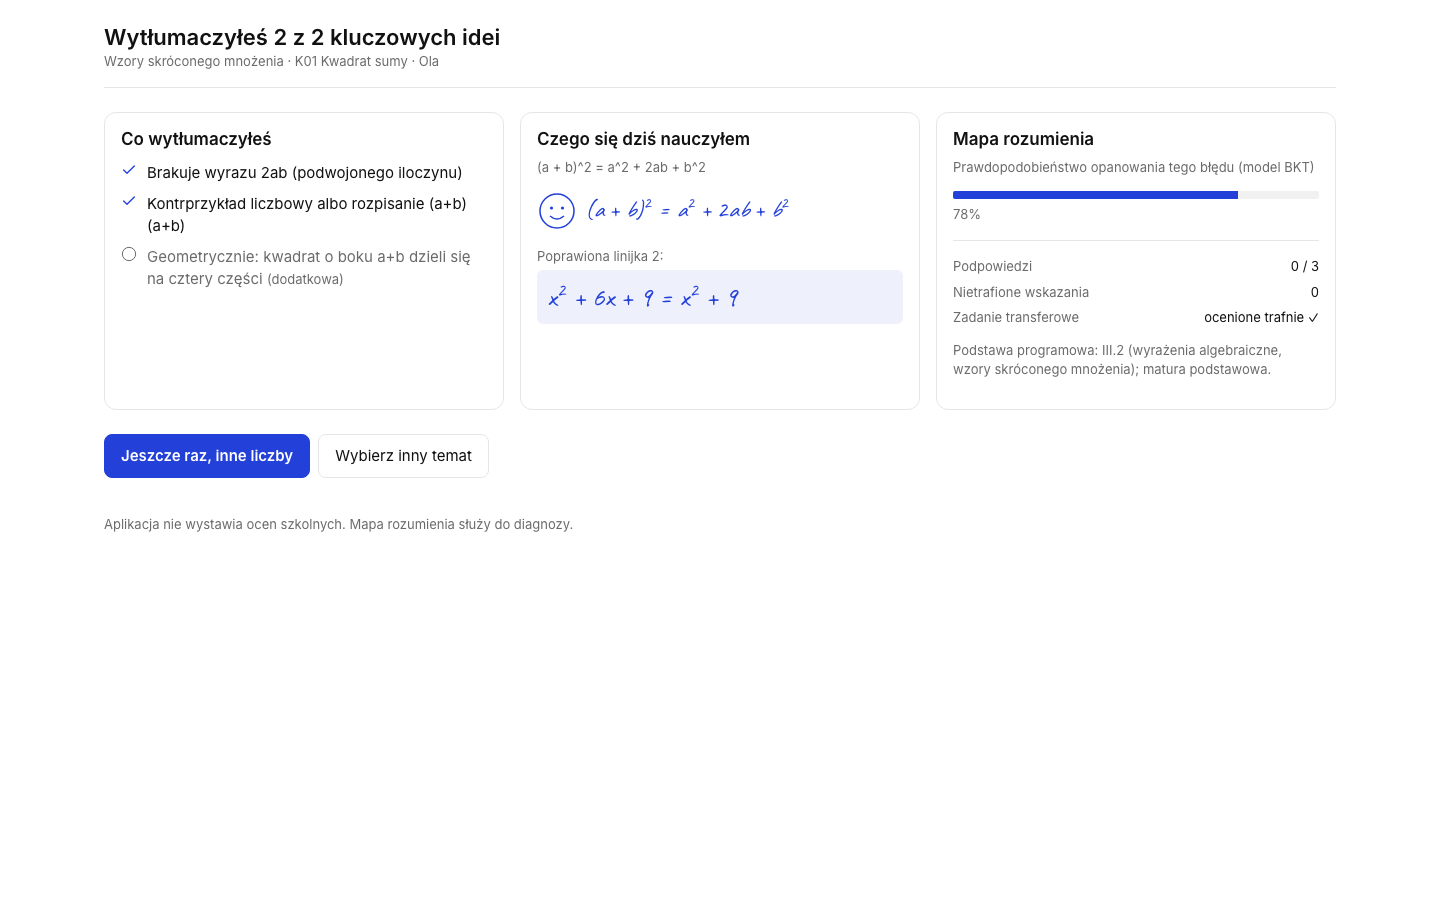 Wytłumaczyłeś 2 z 2 kluczowych idei
Wzory skróconego mnożenia · K01 Kwadrat sumy · Ola
Co wytłumaczyłeś
Brakuje wyrazu 2ab (podwojonego iloczynu)
Kontrprzykład liczbowy albo rozpisanie (a+b)
(a+b)
Geometrycznie: kwadrat o boku a+b dzieli się
na cztery części (dodatkowa)
Czego się dziś nauczyłem
(a + b)^2 = a^2 + 2ab + b^2
(a + b)² = a² + 2ab + b²
Poprawiona linijka 2:
x² + 6x + 9 = x² + 9
Mapa rozumienia
Prawdopodobieństwo opanowania tego błędu (model BKT)
78%
Podpowiedzi 0 / 3
Nietrafione wskazania 0
Zadanie transferowe ocenione trafnie ✓
Podstawa programowa: III.2 (wyrażenia algebraiczne,
wzory skróconego mnożenia); matura podstawowa.
Jeszcze raz, inne liczby
Wybierz inny temat
Aplikacja nie wystawia ocen szkolnych. Mapa rozumienia służy do diagnozy.